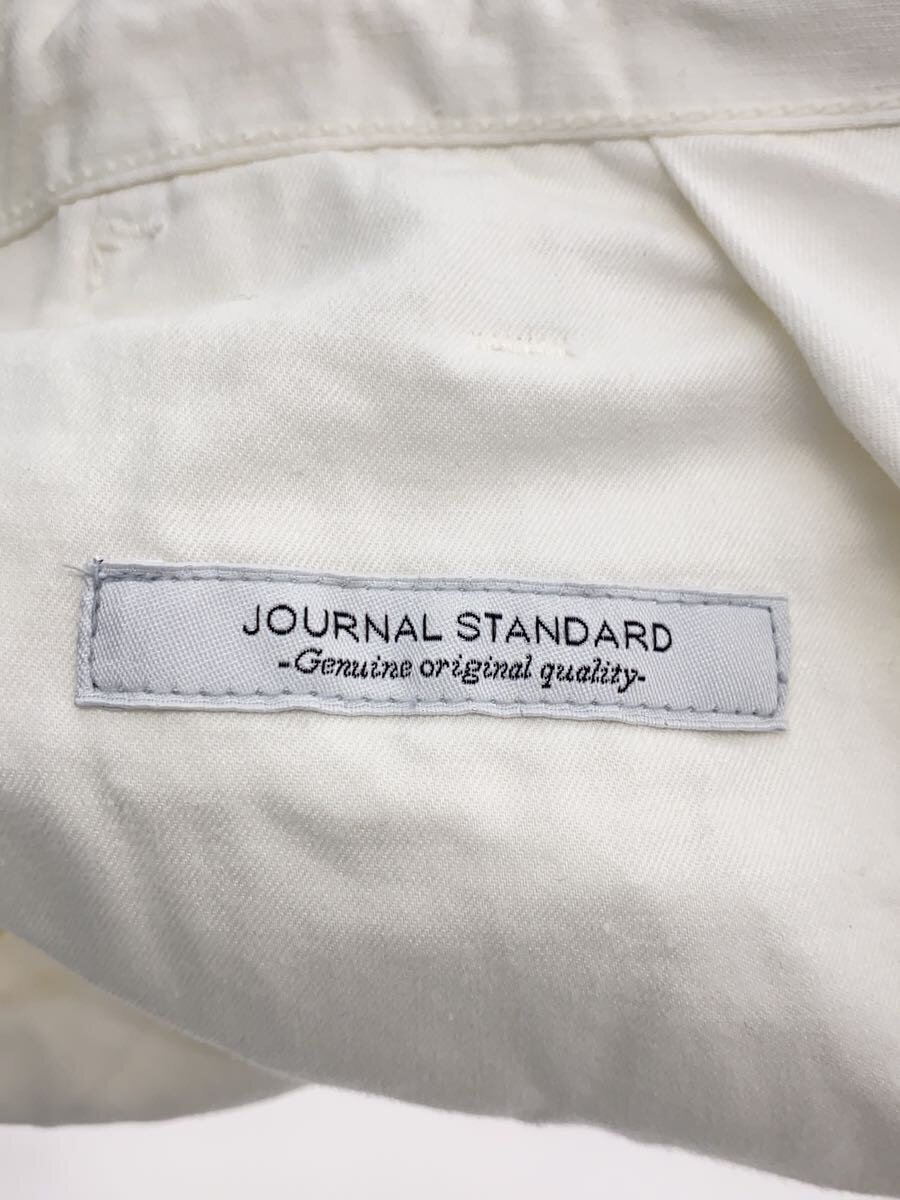 JOURNAL STANDARD
-Genuine original quality-